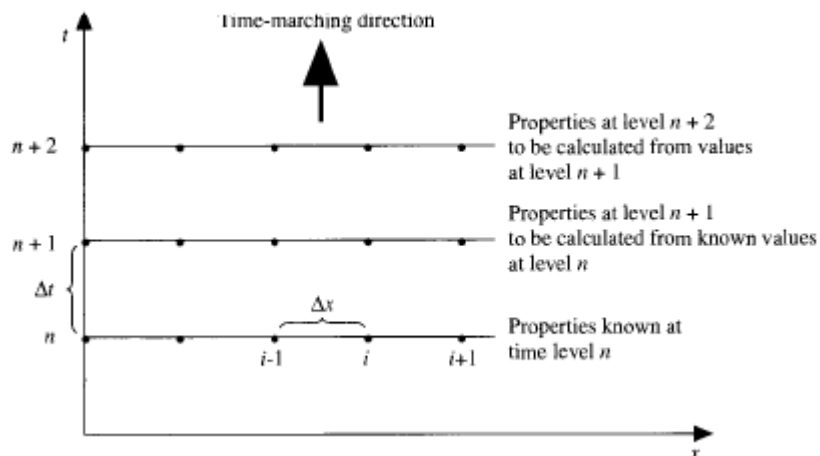 Time-marching direction
t
n + 2
Properties at level n + 2
to be calculated from values
at level n + 1
n + 1
Properties at level n + 1
to be calculated from known values
at level n
Δt
Δx
n
Properties known at
time level n
i-1
i
i+1